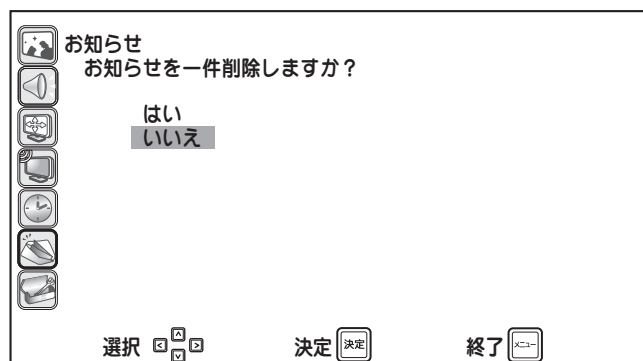 お知らせ
お知らせを一件削除しますか？
はい
いいえ
選択 決定 決定 終了 メニュー